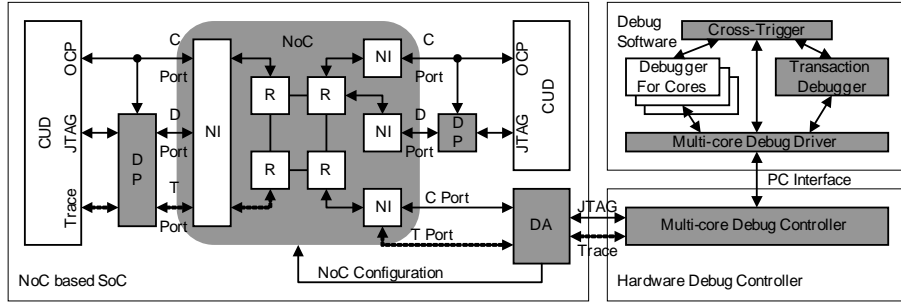 OCP
C
Port
NoC
C
Port
OCP
NI
NI
R
R
CUD
JTAG
D
Port
DP
NI
D
Port
DP
JTAG
CUD
R
R
Trace
T
Port
NI
C Port
T Port
DA
JTAG
Trace
NoC Configuration
NoC based SoC
Debug
Software
Cross-Trigger
Debugger
For Cores
Transaction
Debugger
Multi-core Debug Driver
PC Interface
Multi-core Debug Controller
Hardware Debug Controller